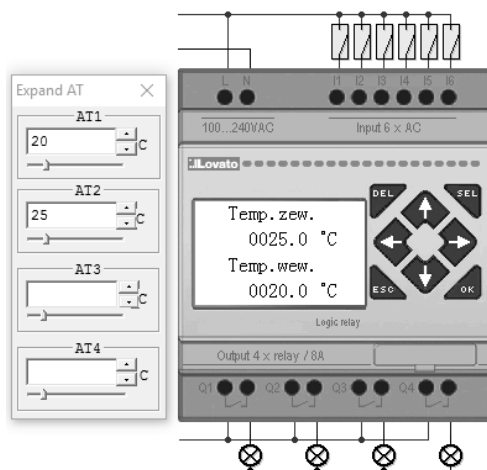 Expand AT
AT1
20
C
AT2
25
C
AT3
C
AT4
C
L N I1 I2 I3 I4 I5 I6
100...240VAC Input 6 x AC
Lovato
Temp.zew.
0025.0 °C
Temp.wew.
0020.0 °C
DEL SEL
ESC OK
Logic relay
Output 4 x relay / 8A
Q1 Q2 Q3 Q4